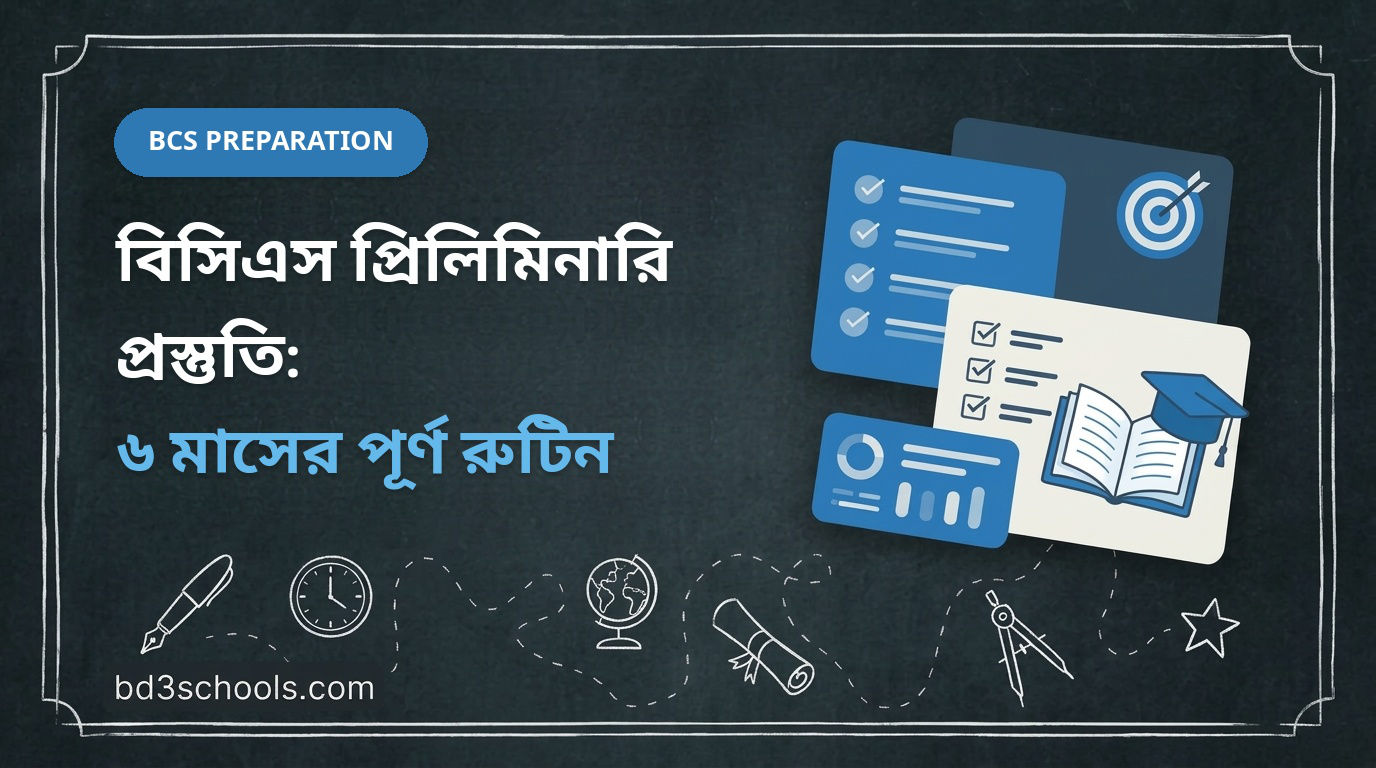 BCS PREPARATION
বিসিএস প্রিলিমিনারি
প্রস্তুতি:
৬ মাসের পূর্ণ রুটিন
bd3schools.com